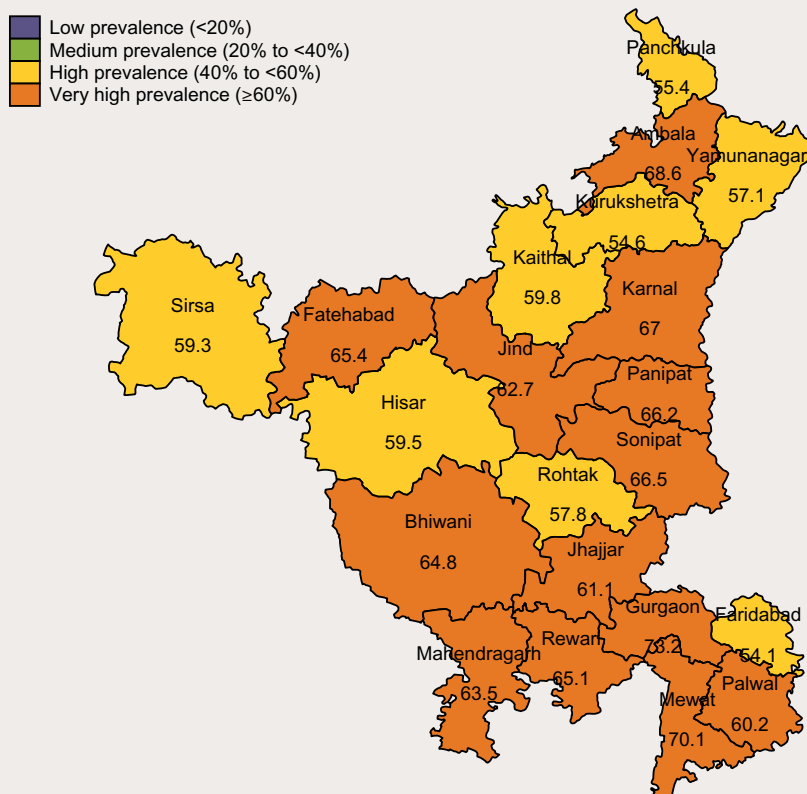 Low prevalence (<20%)
Medium prevalence (20% to <40%)
High prevalence (40% to <60%)
Very high prevalence (≥60%)
Panchkula
55.4
Ambala
68.6
Yamunanagar
57.1
Kurukshetra
54.6
Kaithal
59.8
Karnal
67
Sirsa
59.3
Fatehabad
65.4
Jind
62.7
Panipat
66.2
Hisar
59.5
Sonipat
66.5
Rohtak
57.8
Bhiwani
64.8
Jhajjar
61.1
Gurgaon
73.2
Faridabad
54.1
Mahendragarh
63.5
Rewari
65.1
Mewat
70.1
Palwal
60.2